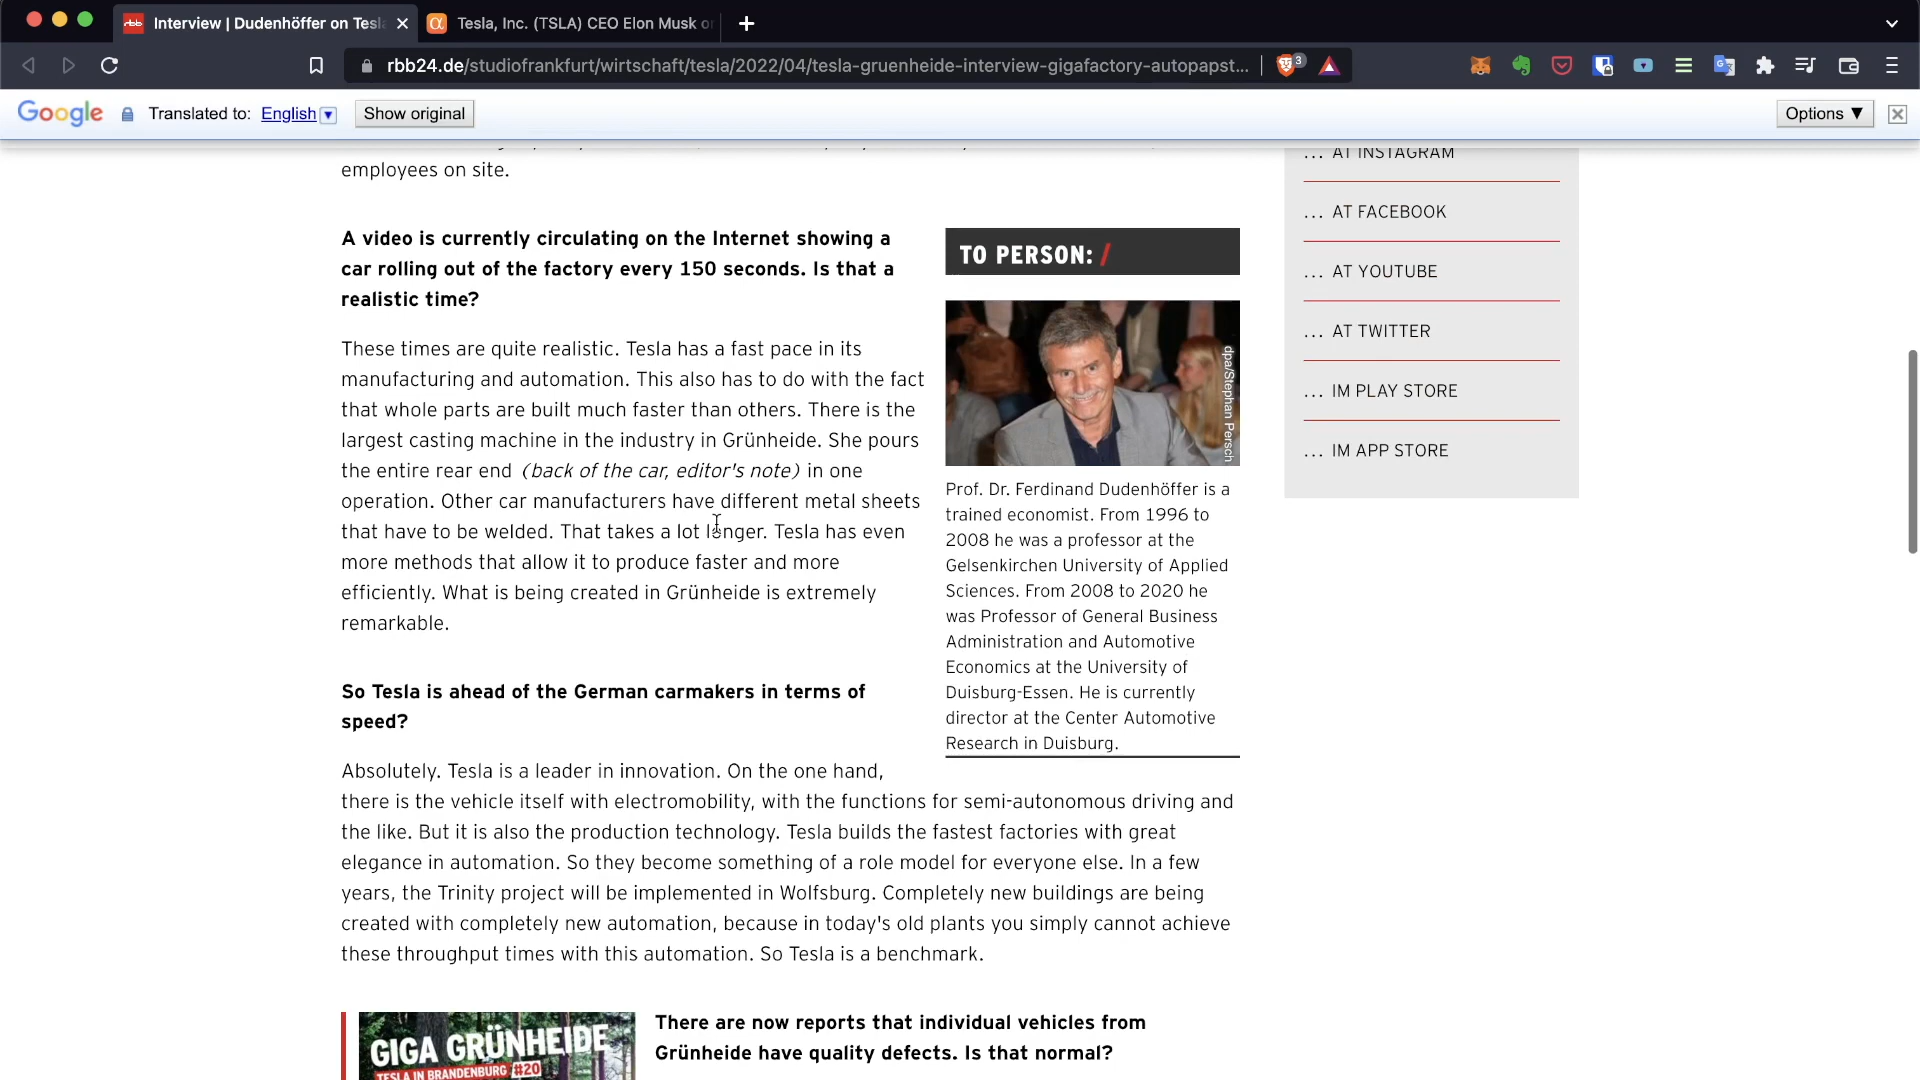 Interview | Dudenhöffer on Tesla
Tesla, Inc. (TSLA) CEO Elon Musk o
rbb24.de/studiofrankfurt/wirtschaft/tesla/2022/04/tesla-gruenheide-interview-gigafactory-autopapst...
3
Google
Translated to: English
Show original
Options ▼
employees on site.
A video is currently circulating on the Internet showing a
car rolling out of the factory every 150 seconds. Is that a
realistic time?
These times are quite realistic. Tesla has a fast pace in its
manufacturing and automation. This also has to do with the fact
that whole parts are built much faster than others. There is the
largest casting machine in the industry in Grünheide. She pours
the entire rear end (back of the car, editor's note) in one
operation. Other car manufacturers have different metal sheets
that have to be welded. That takes a lot longer. Tesla has even
more methods that allow it to produce faster and more
efficiently. What is being created in Grünheide is extremely
remarkable.
So Tesla is ahead of the German carmakers in terms of
speed?
Absolutely. Tesla is a leader in innovation. On the one hand,
there is the vehicle itself with electromobility, with the functions for semi-autonomous driving and
the like. But it is also the production technology. Tesla builds the fastest factories with great
elegance in automation. So they become something of a role model for everyone else. In a few
years, the Trinity project will be implemented in Wolfsburg. Completely new buildings are being
created with completely new automation, because in today's old plants you simply cannot achieve
these throughput times with this automation. So Tesla is a benchmark.
GIGA GRÜNHEIDE
TESLA IN BRANDENBURG #20
There are now reports that individual vehicles from
Grünheide have quality defects. Is that normal?
TO PERSON: /
dpa/Stephan Persch
Prof. Dr. Ferdinand Dudenhöffer is a
trained economist. From 1996 to
2008 he was a professor at the
Gelsenkirchen University of Applied
Sciences. From 2008 to 2020 he
was Professor of General Business
Administration and Automotive
Economics at the University of
Duisburg-Essen. He is currently
director at the Center Automotive
Research in Duisburg.
... AT INSTAGRAM
... AT FACEBOOK
... AT YOUTUBE
... AT TWITTER
... IM PLAY STORE
... IM APP STORE